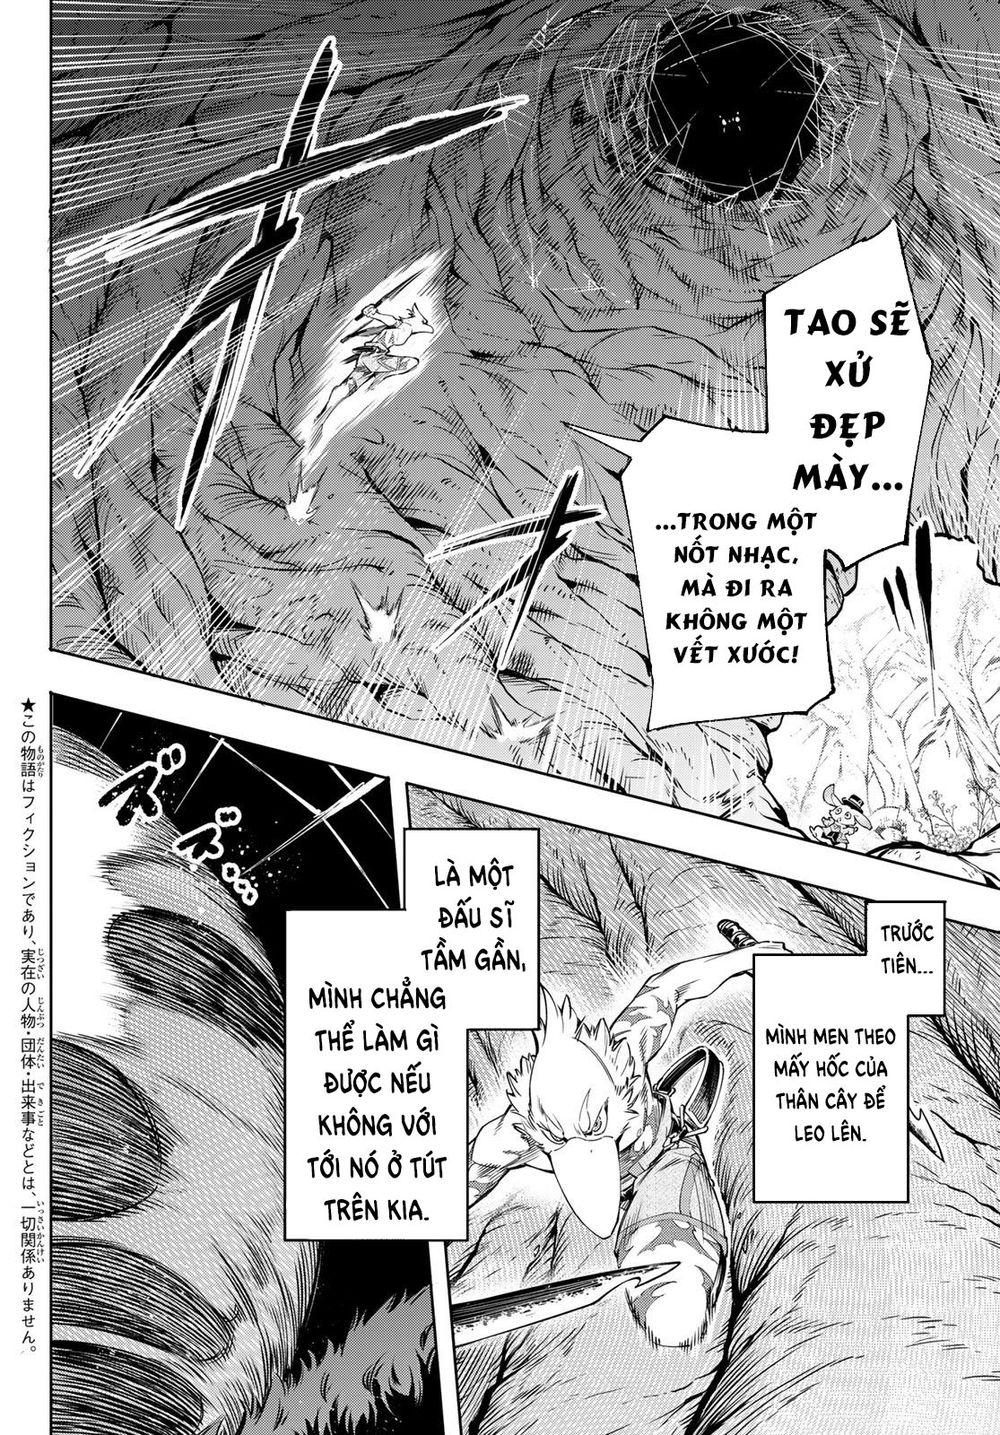 TAO SẼ
XỬ
ĐẸP
MÀY...
...TRONG MỘT
NỐT NHẠC,
MÀ ĐI RA
KHÔNG MỘT
VẾT XƯỚC!
TRƯỚC
TIÊN...
MÌNH MEN THEO
MẤY HỐC CỦA
THÂN CÂY ĐỂ
LEO LÊN.
LÀ MỘT
ĐẤU SĨ
TẦM GẦN,
MÌNH CHẲNG
THỂ LÀM GÌ
ĐƯỢC NẾU
KHÔNG VỚI
TỚI NÓ Ở TÚT
TRÊN KIA.
ズズ
★この物語はフィクションであり、実在の人物・団体・出来事などとは、一切関係ありません。